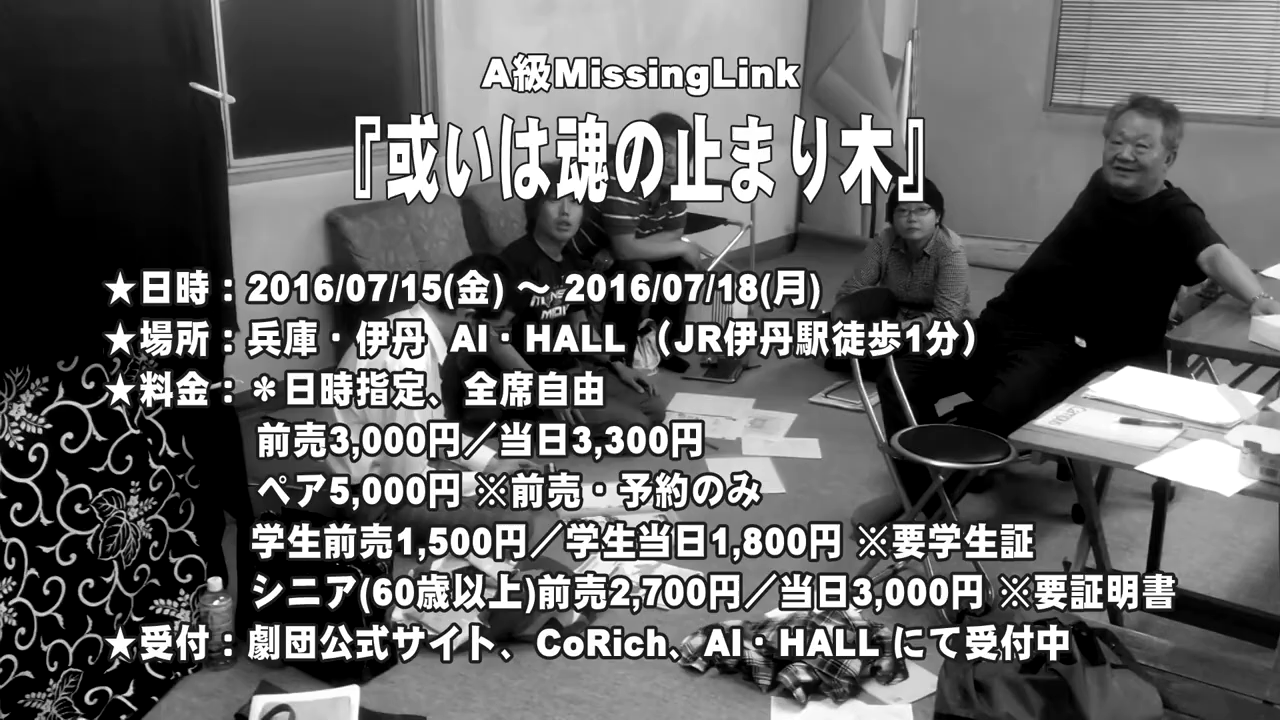 A級MissingLink
『或いは魂の止まり木』
★日時：2016/07/15(金) ～ 2016/07/18(月)
★場所：兵庫・伊丹 AI・HALL （JR伊丹駅徒歩1分）
★料金：＊日時指定、全席自由
前売3,000円／当日3,300円
ペア5,000円 ※前売・予約のみ
学生前売1,500円／学生当日1,800円 ※要学生証
シニア(60歳以上)前売2,700円／当日3,000円 ※要証明書
★受付：劇団公式サイト、CoRich、AI・HALL にて受付中